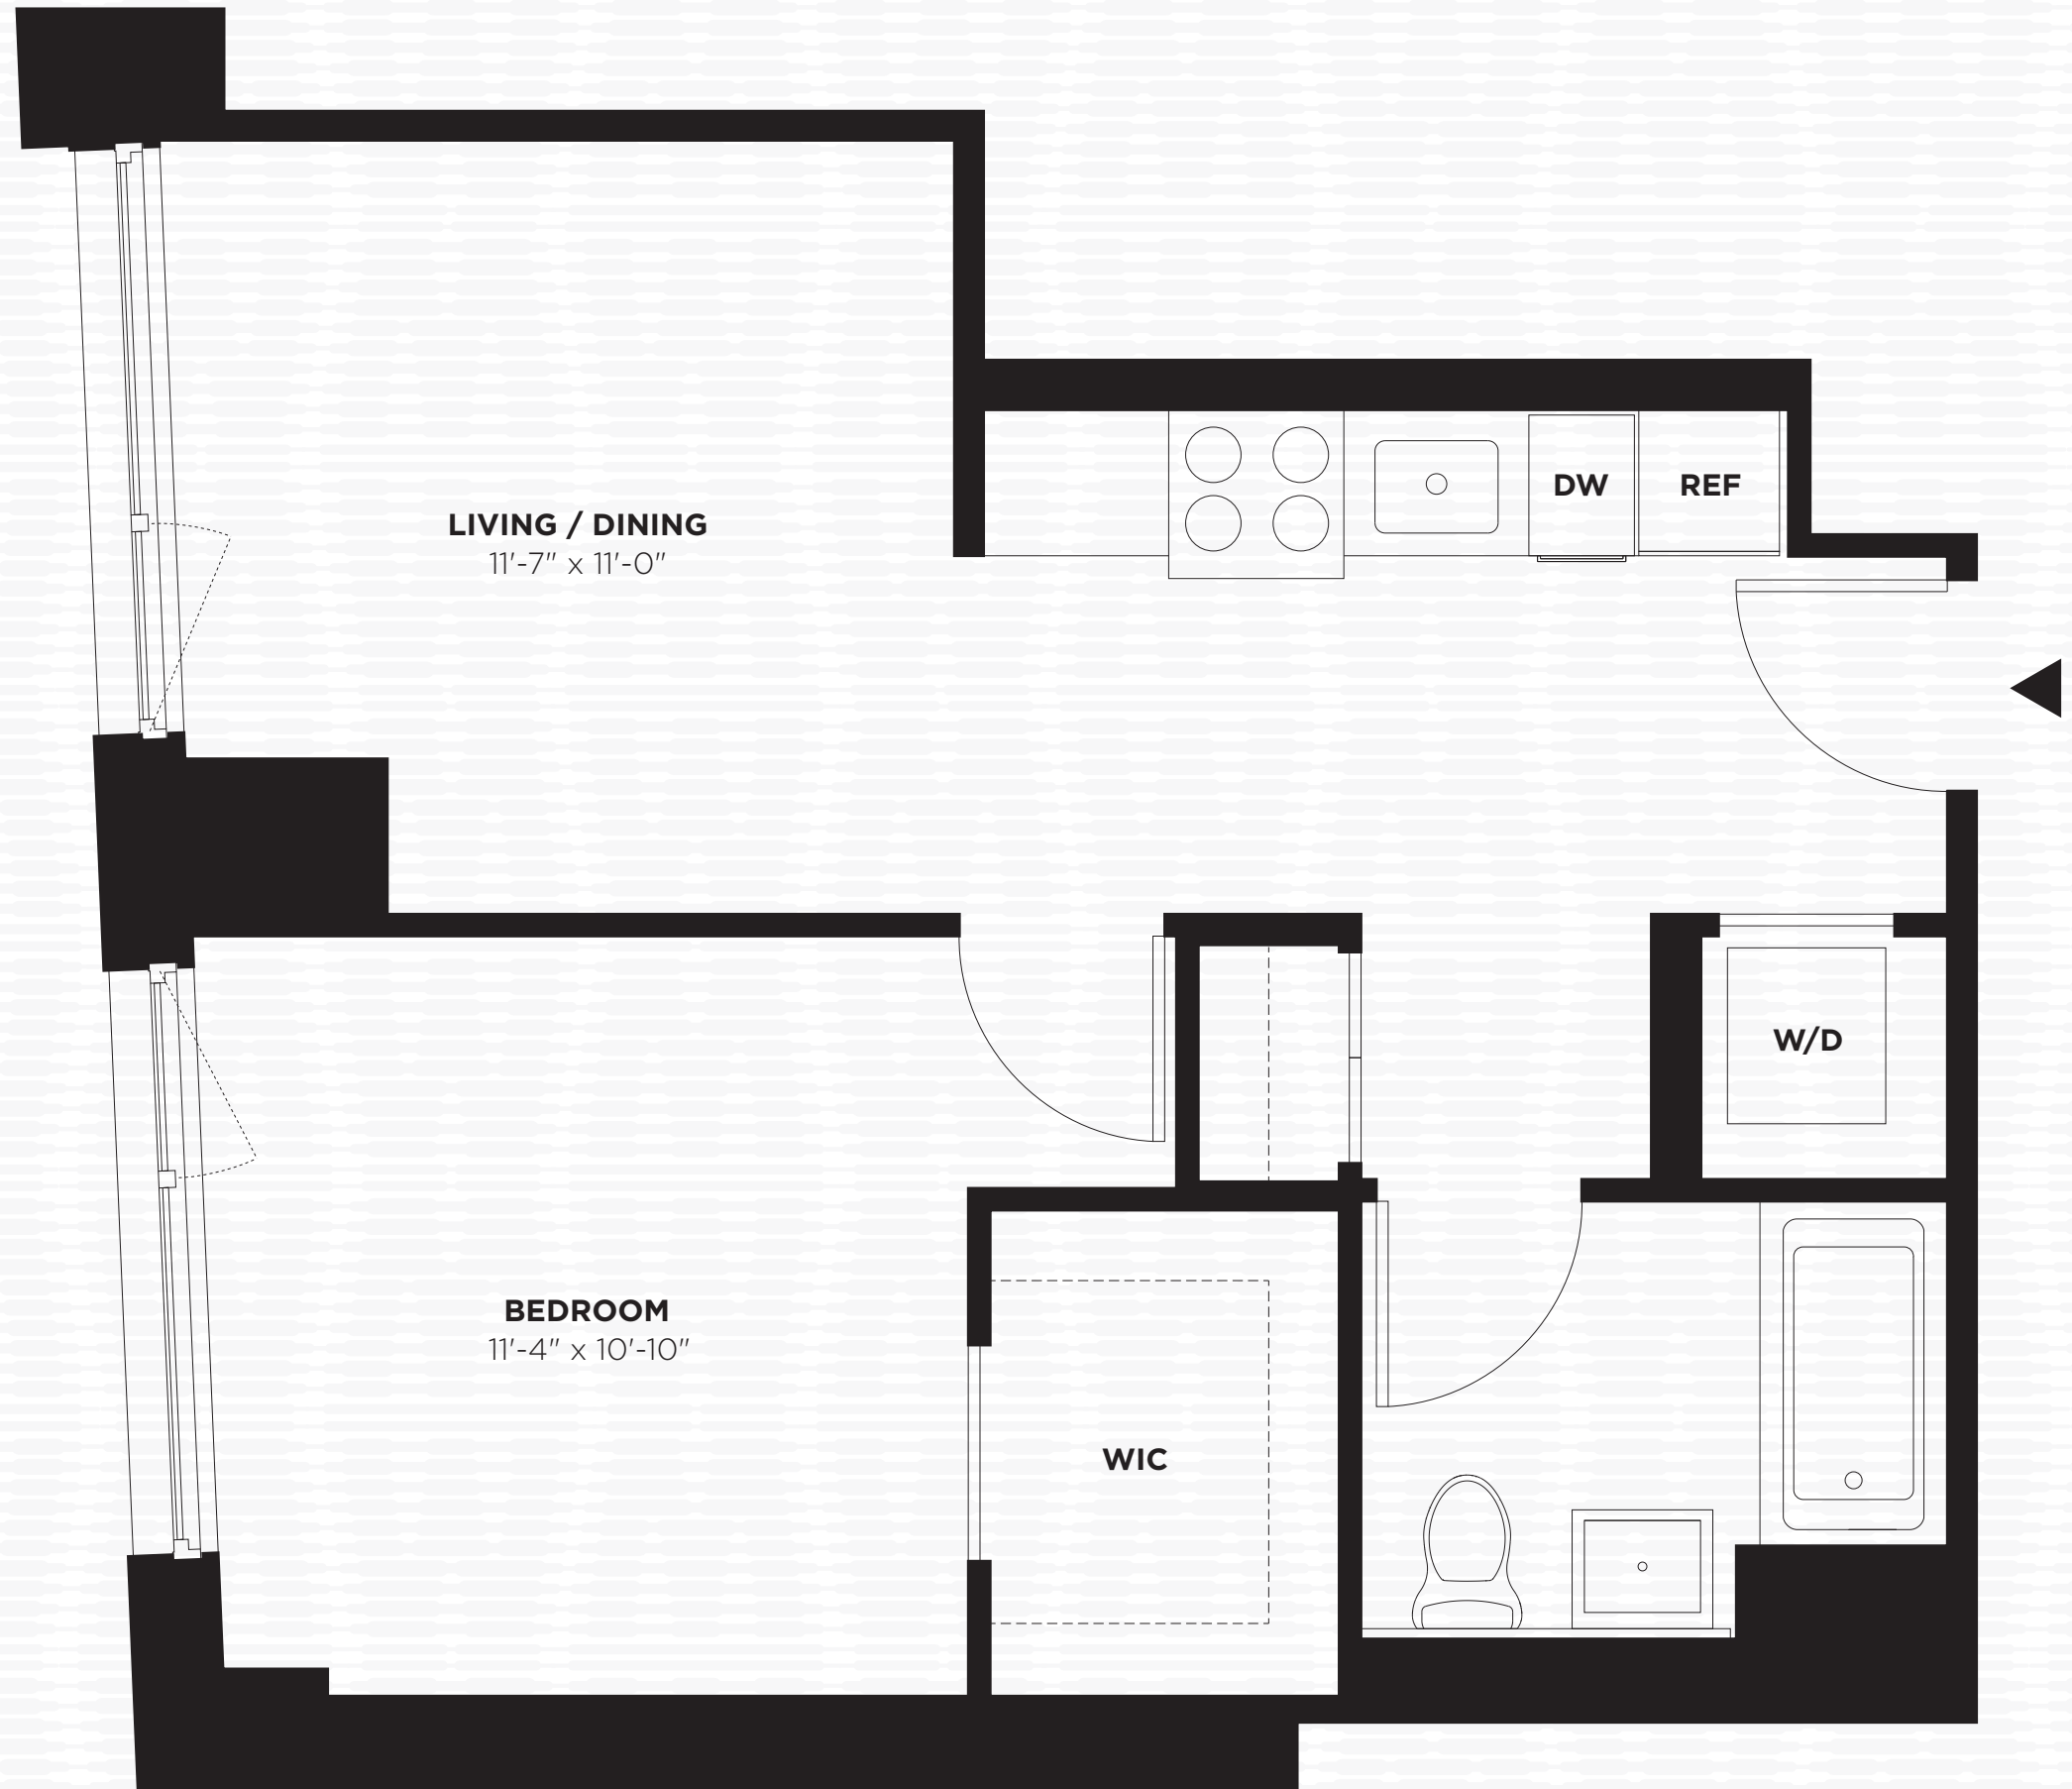 DW
REF
LIVING / DINING
11'-7" x 11'-0"
W/D
BEDROOM
11'-4" x 10'-10"
WIC